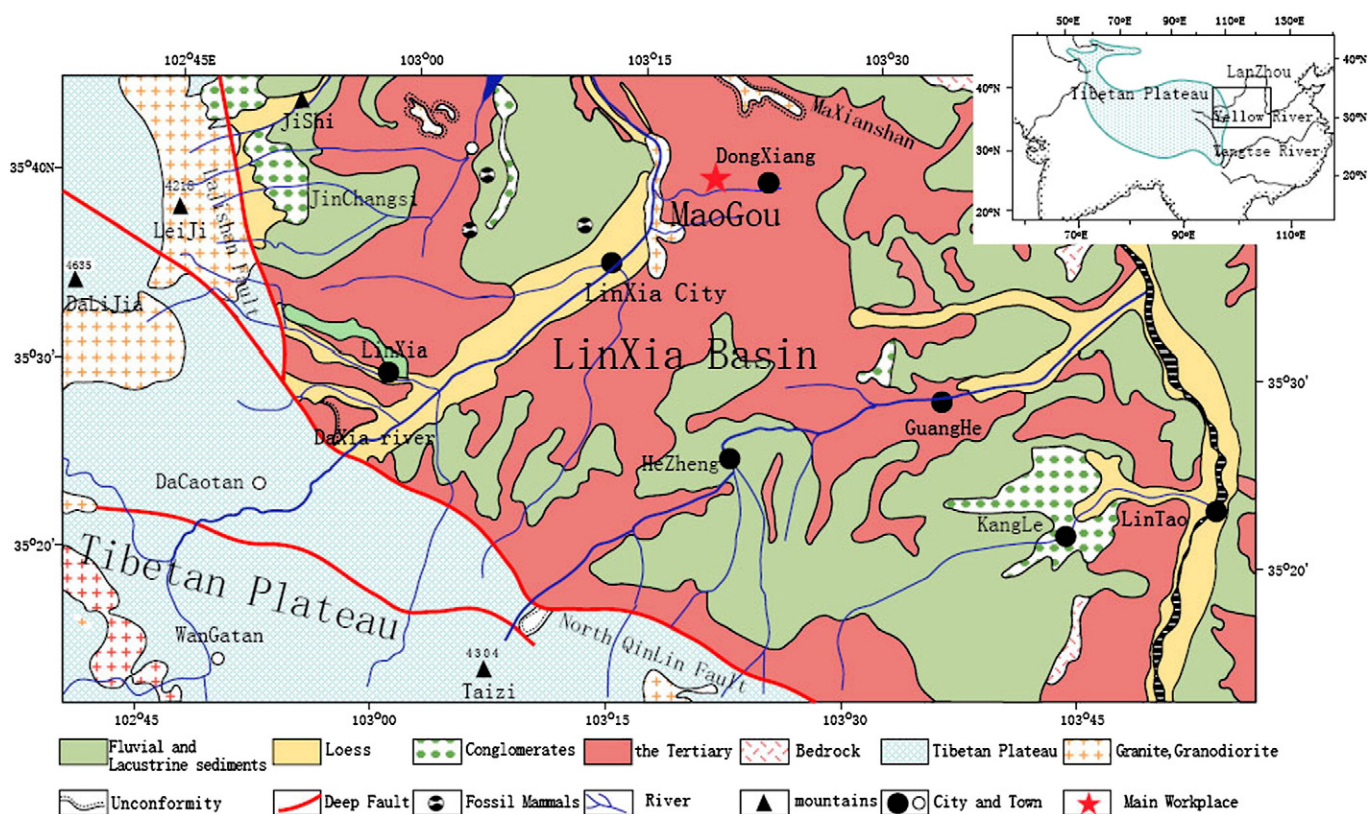 50°E 70°E 80°E 110°E 130°E
102°45' 103°00 103°15 103°30
40°N
LanZhou
40°N
Tibetan Plateau
30°N
Yellow River
30°N
Yangtse River
20°N
20°N
70°E 90°E 110°E
JiShi
MaXianshan
DongXiang
35°40N
4218
JinChangsi
MaoGou
LeiJi
Lajishan Fault
4635
DaLiJia
LinXia City
35°30'
LinXia
LinXia Basin
35°30'
GuangHe
DaXia river
HeZheng
DaCaotan
KangLe
LinTao
35°20'
35°20'
Tibetan Plateau
WanGatan
North QinLin Fault
4304
Taizi
102°45 103°00 103°15 103°30 103°45
Fluvial and
Lacustrine sediments
Loess
Conglomerates
the Tertiary
Bedrock
Tibetan Plateau
Granite, Granodiorite
Unconformity
Deep Fault
Fossil Mammals
River
mountains
City and Town
Main Workplace